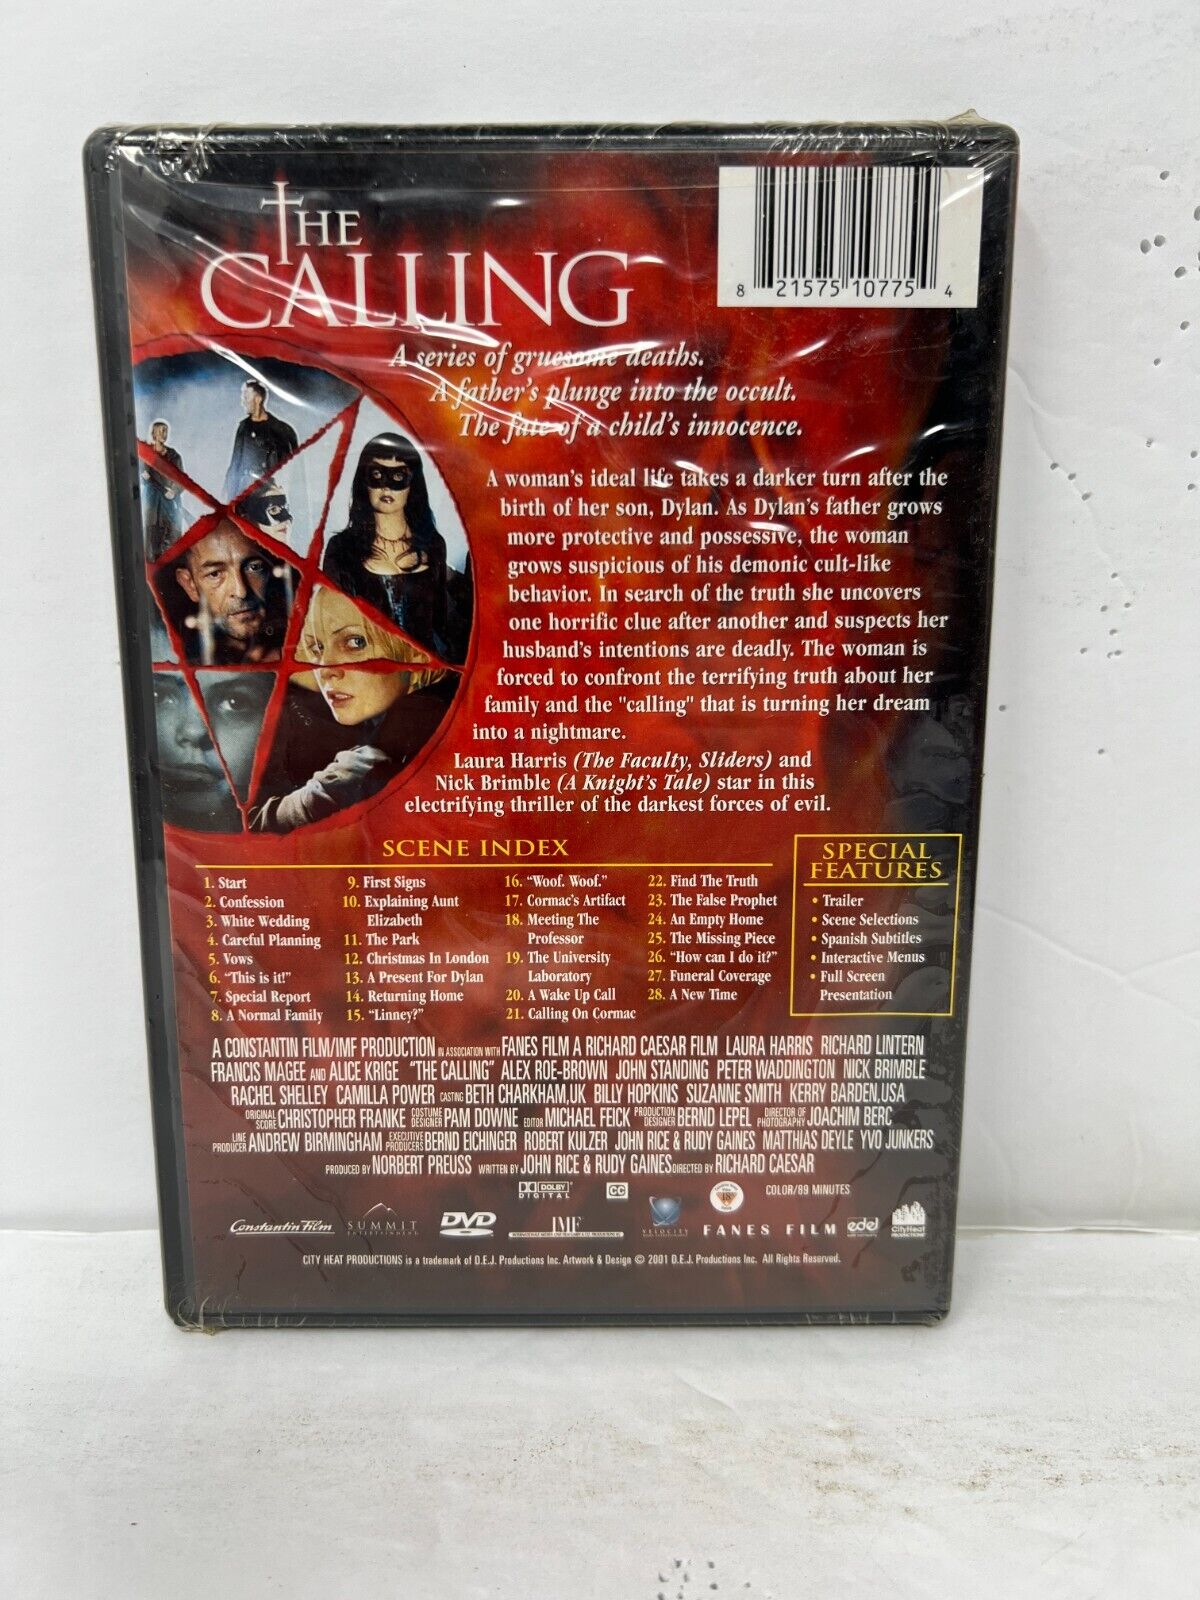 THE
CALLING
8 21575 10775 4
A series of gruesome deaths.
A father's plunge into the occult.
The fate of a child's innocence.
A woman's ideal life takes a darker turn after the
birth of her son, Dylan. As Dylan's father grows
more protective and possessive, the woman
grows suspicious of his demonic cult-like
behavior. In search of the truth she uncovers
one horrific clue after another and suspects her
husband's intentions are deadly. The woman is
forced to confront the terrifying truth about her
family and the "calling" that is turning her dream
into a nightmare.
Laura Harris (The Faculty, Sliders) and
Nick Brimble (A Knight's Tale) star in this
electrifying thriller of the darkest forces of evil.
SCENE INDEX
1. Start
2. Confession
3. White Wedding
4. Careful Planning
5. Vows
6. "This is it!"
7. Special Report
8. A Normal Family
9. First Signs
10. Explaining Aunt
Elizabeth
11. The Park
12. Christmas In London
13. A Present For Dylan
14. Returning Home
15. "Linney?"
16. "Woof. Woof."
17. Cormac's Artifact
18. Meeting The
Professor
19. The University
Laboratory
20. A Wake Up Call
21. Calling On Cormac
22. Find The Truth
23. The False Prophet
24. An Empty Home
25. The Missing Piece
26. "How can I do it?"
27. Funeral Coverage
28. A New Time
SPECIAL
FEATURES
• Trailer
• Scene Selections
• Spanish Subtitles
• Interactive Menus
• Full Screen
Presentation
A CONSTANTIN FILM/IMF PRODUCTION IN ASSOCIATION WITH FANES FILM A RICHARD CAESAR FILM LAURA HARRIS RICHARD LINTERN
FRANCIS MAGEE AND ALICE KRIGE "THE CALLING" ALEX ROE-BROWN JOHN STANDING PETER WADDINGTON NICK BRIMBLE
RACHEL SHELLEY CAMILLA POWER CASTING BETH CHARKHAM,UK BILLY HOPKINS SUZANNE SMITH KERRY BARDEN,USA
ORIGINAL SCORE CHRISTOPHER FRANKE COSTUME DESIGNER PAM DOWNE EDITOR MICHAEL FEICK PRODUCTION DESIGNER BERND LEPEL DIRECTOR OF PHOTOGRAPHY JOACHIM BERC
LINE PRODUCER ANDREW BIRMINGHAM EXECUTIVE PRODUCERS BERND EICHINGER ROBERT KULZER JOHN RICE & RUDY GAINES MATTHIAS DEYLE YVO JUNKERS
PRODUCED BY NORBERT PREUSS WRITTEN BY JOHN RICE & RUDY GAINES DIRECTED BY RICHARD CAESAR
DOLBY DIGITAL CC COLOR/89 MINUTES
Constantin Film SUMMIT ENTERTAINMENT DVD VIDEO IMF VELOCITY FANES FILM edel CityHeat PRODUCTIONS
CITY HEAT PRODUCTIONS is a trademark of D.E.J. Productions Inc. Artwork & Design © 2001 D.E.J. Productions Inc. All Rights Reserved.